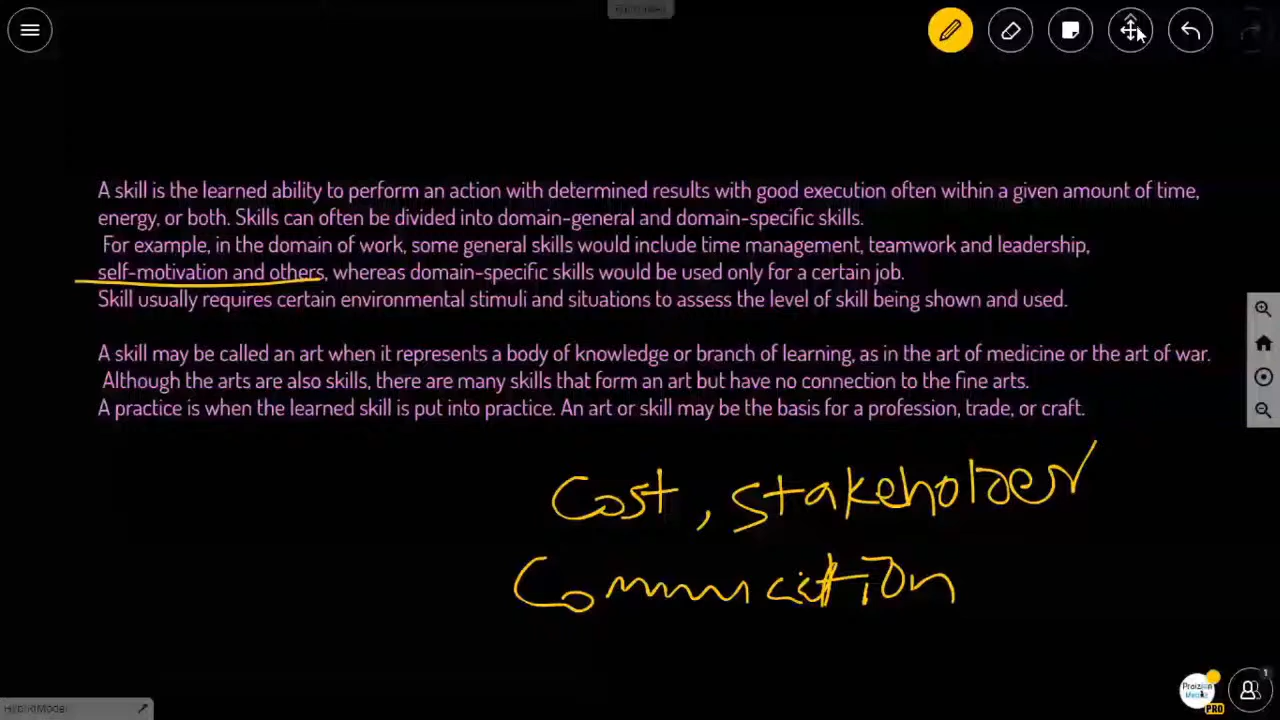 A skill is the learned ability to perform an action with determined results with good execution often within a given amount of time,
energy, or both. Skills can often be divided into domain-general and domain-specific skills.
For example, in the domain of work, some general skills would include time management, teamwork and leadership,
self-motivation and others, whereas domain-specific skills would be used only for a certain job.
Skill usually requires certain environmental stimuli and situations to assess the level of skill being shown and used.
A skill may be called an art when it represents a body of knowledge or branch of learning, as in the art of medicine or the art of war.
Although the arts are also skills, there are many skills that form an art but have no connection to the fine arts.
A practice is when the learned skill is put into practice. An art or skill may be the basis for a profession, trade, or craft.
Cost, stakeholder
1
PRO